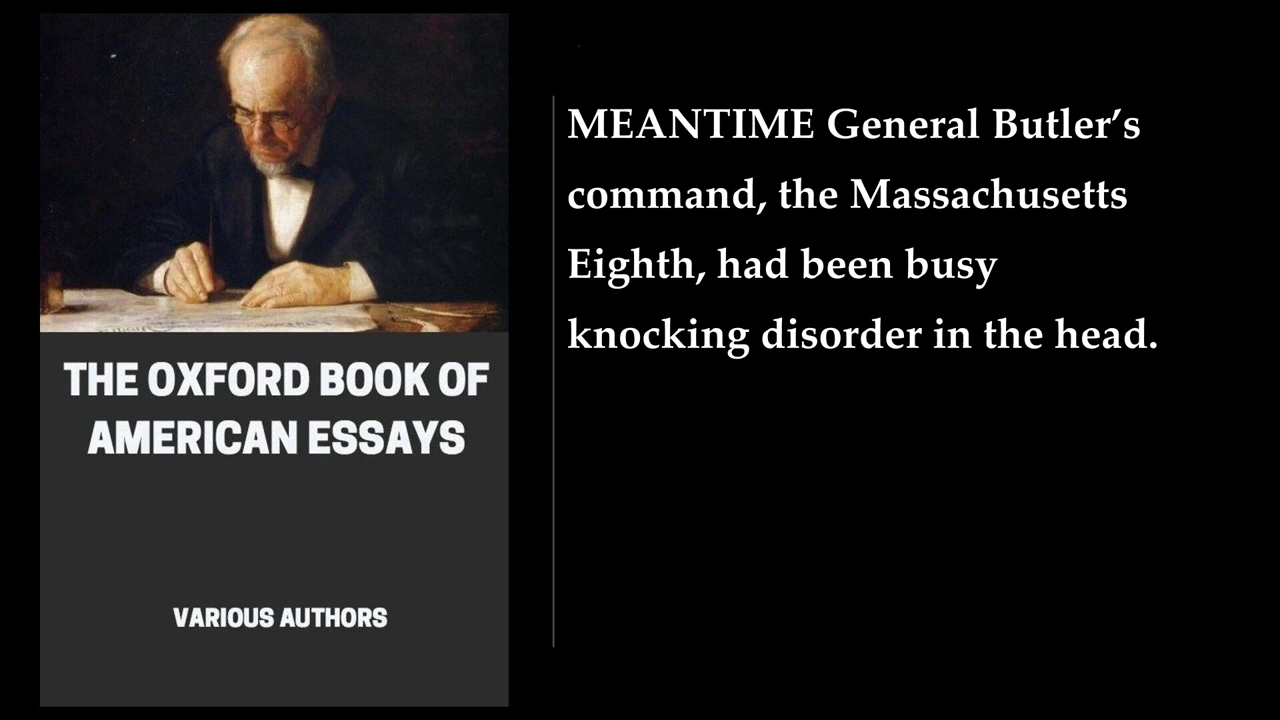 THE OXFORD BOOK OF
AMERICAN ESSAYS
VARIOUS AUTHORS
MEANTIME General Butler’s
command, the Massachusetts
Eighth, had been busy
knocking disorder in the head.